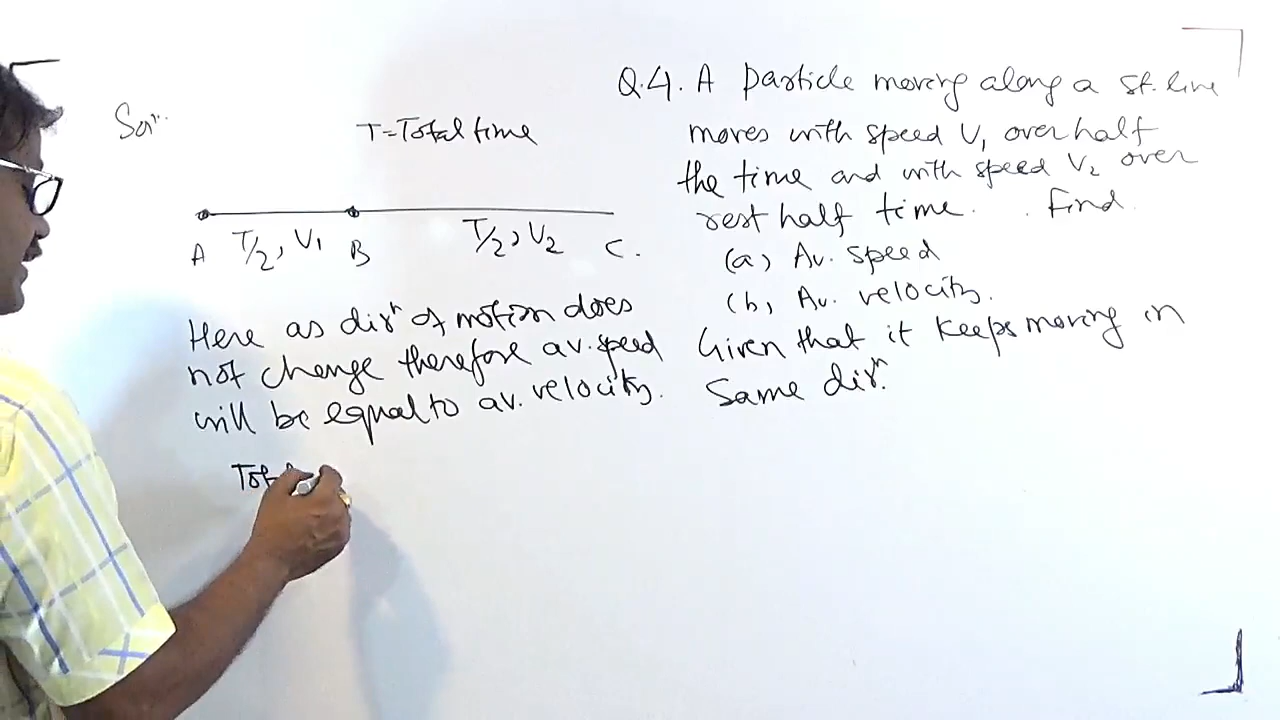 Soln.
T=Total time
A T/2, V1 B T/2, V2 C.
Here as dirn of motion does
not change therefore av. speed
will be equal to av. velocity.
Tot
Q.4. A particle moving along a st. line
moves with speed V1 over half
the time and with speed V2 over
rest half time. . Find
(a) Av. speed
(b) Av. velocity.
Given that it keeps moving in
Same dirn.